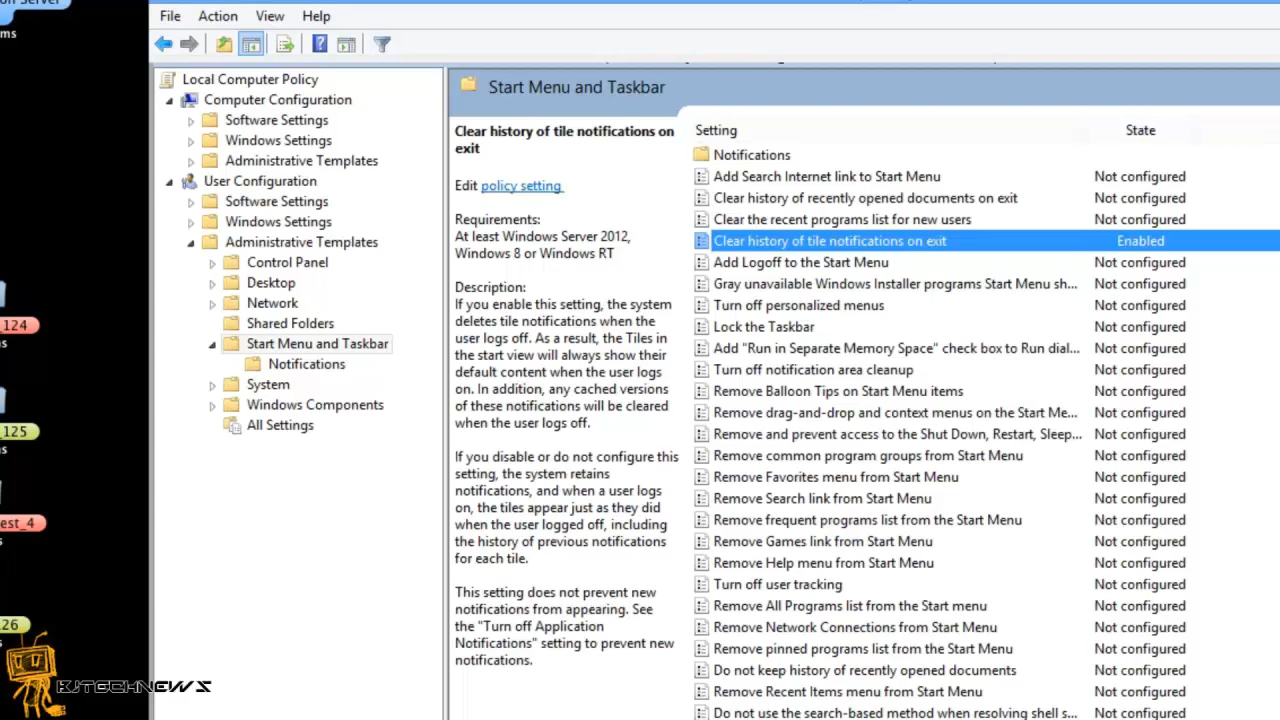 on Server
ms
_124
s
_125
s
est_4
s
26
s
BJTECHNEWS
File Action View Help
Local Computer Policy
Computer Configuration
Software Settings
Windows Settings
Administrative Templates
User Configuration
Software Settings
Windows Settings
Administrative Templates
Control Panel
Desktop
Network
Shared Folders
Start Menu and Taskbar
Notifications
System
Windows Components
All Settings
Start Menu and Taskbar
Clear history of tile notifications on
exit
Edit policy setting
Requirements:
At least Windows Server 2012,
Windows 8 or Windows RT
Description:
If you enable this setting, the system
deletes tile notifications when the
user logs off. As a result, the Tiles in
the start view will always show their
default content when the user logs
on. In addition, any cached versions
of these notifications will be cleared
when the user logs off.
If you disable or do not configure this
setting, the system retains
notifications, and when a user logs
on, the tiles appear just as they did
when the user logged off, including
the history of previous notifications
for each tile.
This setting does not prevent new
notifications from appearing. See
the "Turn off Application
Notifications" setting to prevent new
notifications.
Setting State
Notifications
Add Search Internet link to Start Menu Not configured
Clear history of recently opened documents on exit Not configured
Clear the recent programs list for new users Not configured
Clear history of tile notifications on exit Enabled
Add Logoff to the Start Menu Not configured
Gray unavailable Windows Installer programs Start Menu sh... Not configured
Turn off personalized menus Not configured
Lock the Taskbar Not configured
Add "Run in Separate Memory Space" check box to Run dial... Not configured
Turn off notification area cleanup Not configured
Remove Balloon Tips on Start Menu items Not configured
Remove drag-and-drop and context menus on the Start Me... Not configured
Remove and prevent access to the Shut Down, Restart, Sleep... Not configured
Remove common program groups from Start Menu Not configured
Remove Favorites menu from Start Menu Not configured
Remove Search link from Start Menu Not configured
Remove frequent programs list from the Start Menu Not configured
Remove Games link from Start Menu Not configured
Remove Help menu from Start Menu Not configured
Turn off user tracking Not configured
Remove All Programs list from the Start menu Not configured
Remove Network Connections from Start Menu Not configured
Remove pinned programs list from the Start Menu Not configured
Do not keep history of recently opened documents Not configured
Remove Recent Items menu from Start Menu Not configured
Do not use the search-based method when resolving shell s... Not configured